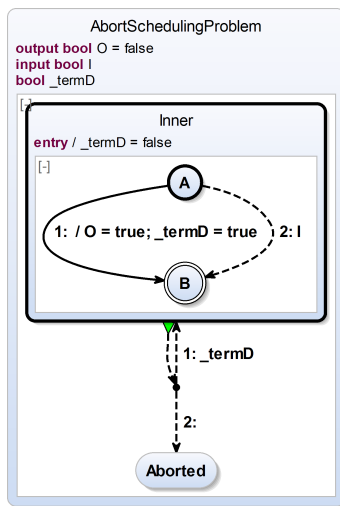 AbortSchedulingProblem
output bool O = false
input bool I
bool _termD
[-]
Inner
entry / _termD = false
[-]
A
1: / O = true; _termD = true
2: I
B
1: _termD
2:
Aborted